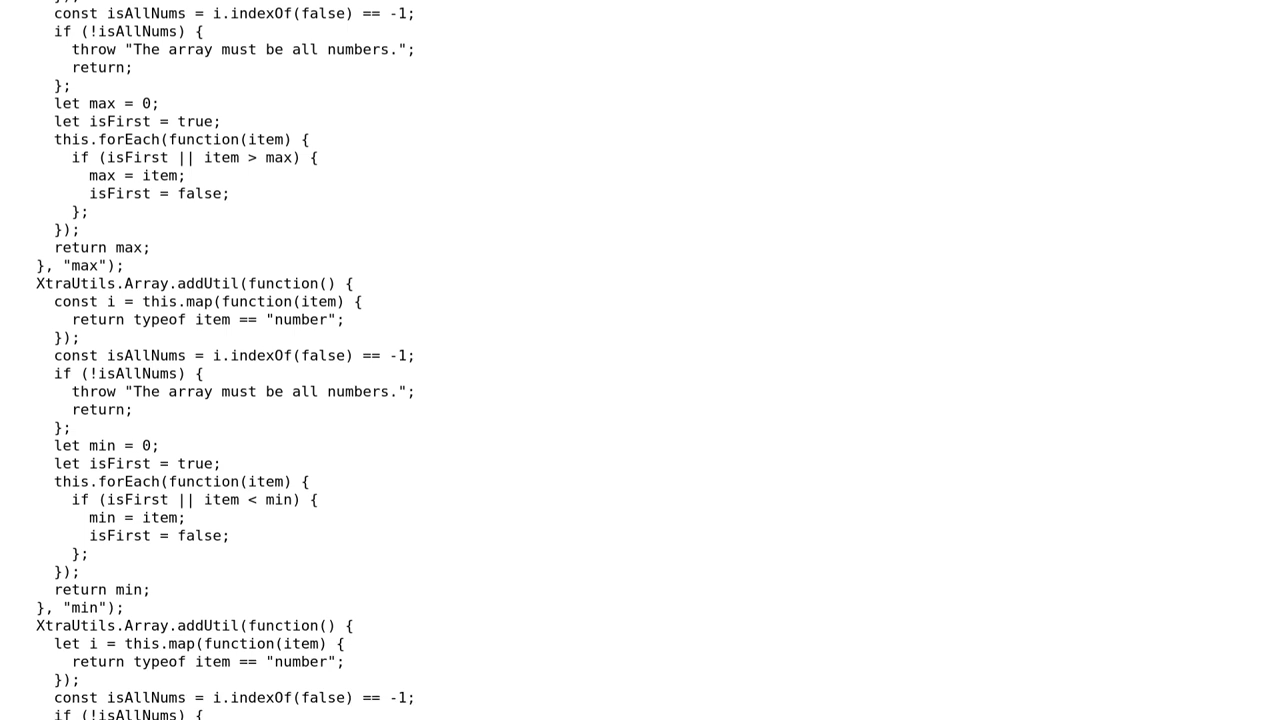 });
const isAllNums = i.indexOf(false) == -1;
if (!isAllNums) {
throw "The array must be all numbers.";
return;
};
let max = 0;
let isFirst = true;
this.forEach(function(item) {
if (isFirst || item > max) {
max = item;
isFirst = false;
};
});
return max;
}, "max");
XtraUtils.Array.addUtil(function() {
const i = this.map(function(item) {
return typeof item == "number";
});
const isAllNums = i.indexOf(false) == -1;
if (!isAllNums) {
throw "The array must be all numbers.";
return;
};
let min = 0;
let isFirst = true;
this.forEach(function(item) {
if (isFirst || item < min) {
min = item;
isFirst = false;
};
});
return min;
}, "min");
XtraUtils.Array.addUtil(function() {
let i = this.map(function(item) {
return typeof item == "number";
});
const isAllNums = i.indexOf(false) == -1;
if (!isAllNums) {